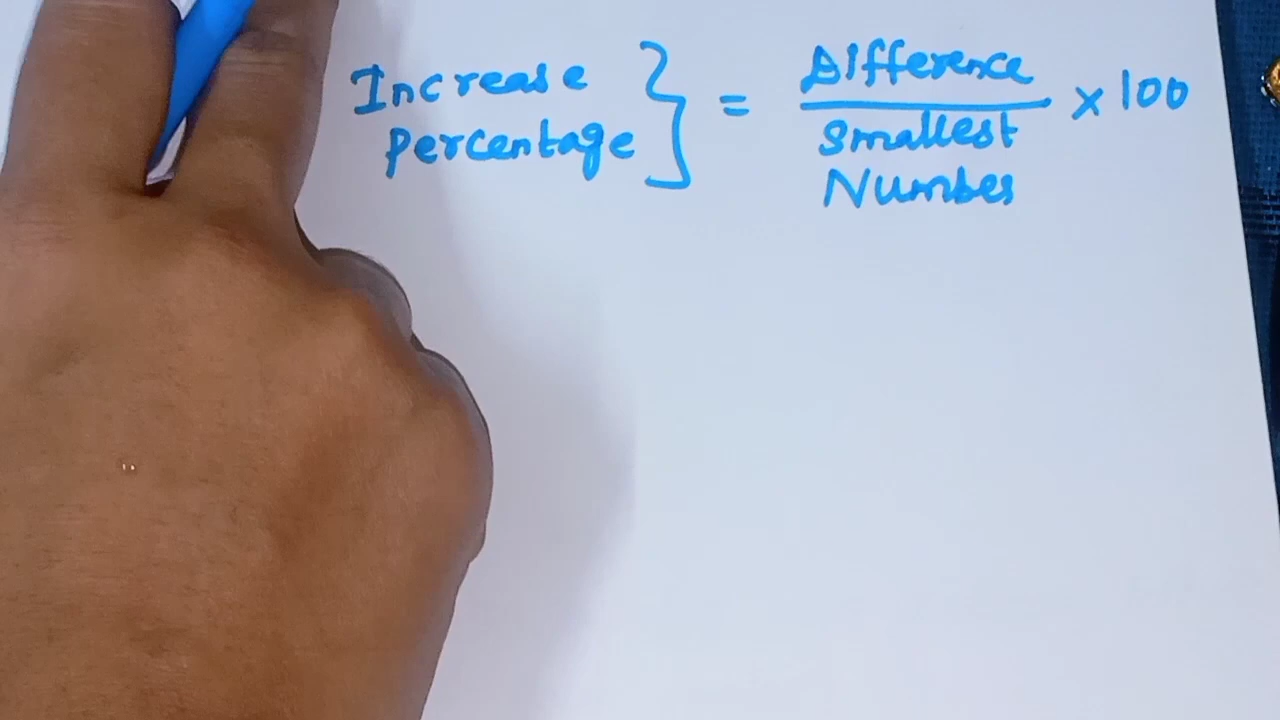 Increase
percentage } = Difference / Smallest Number × 100